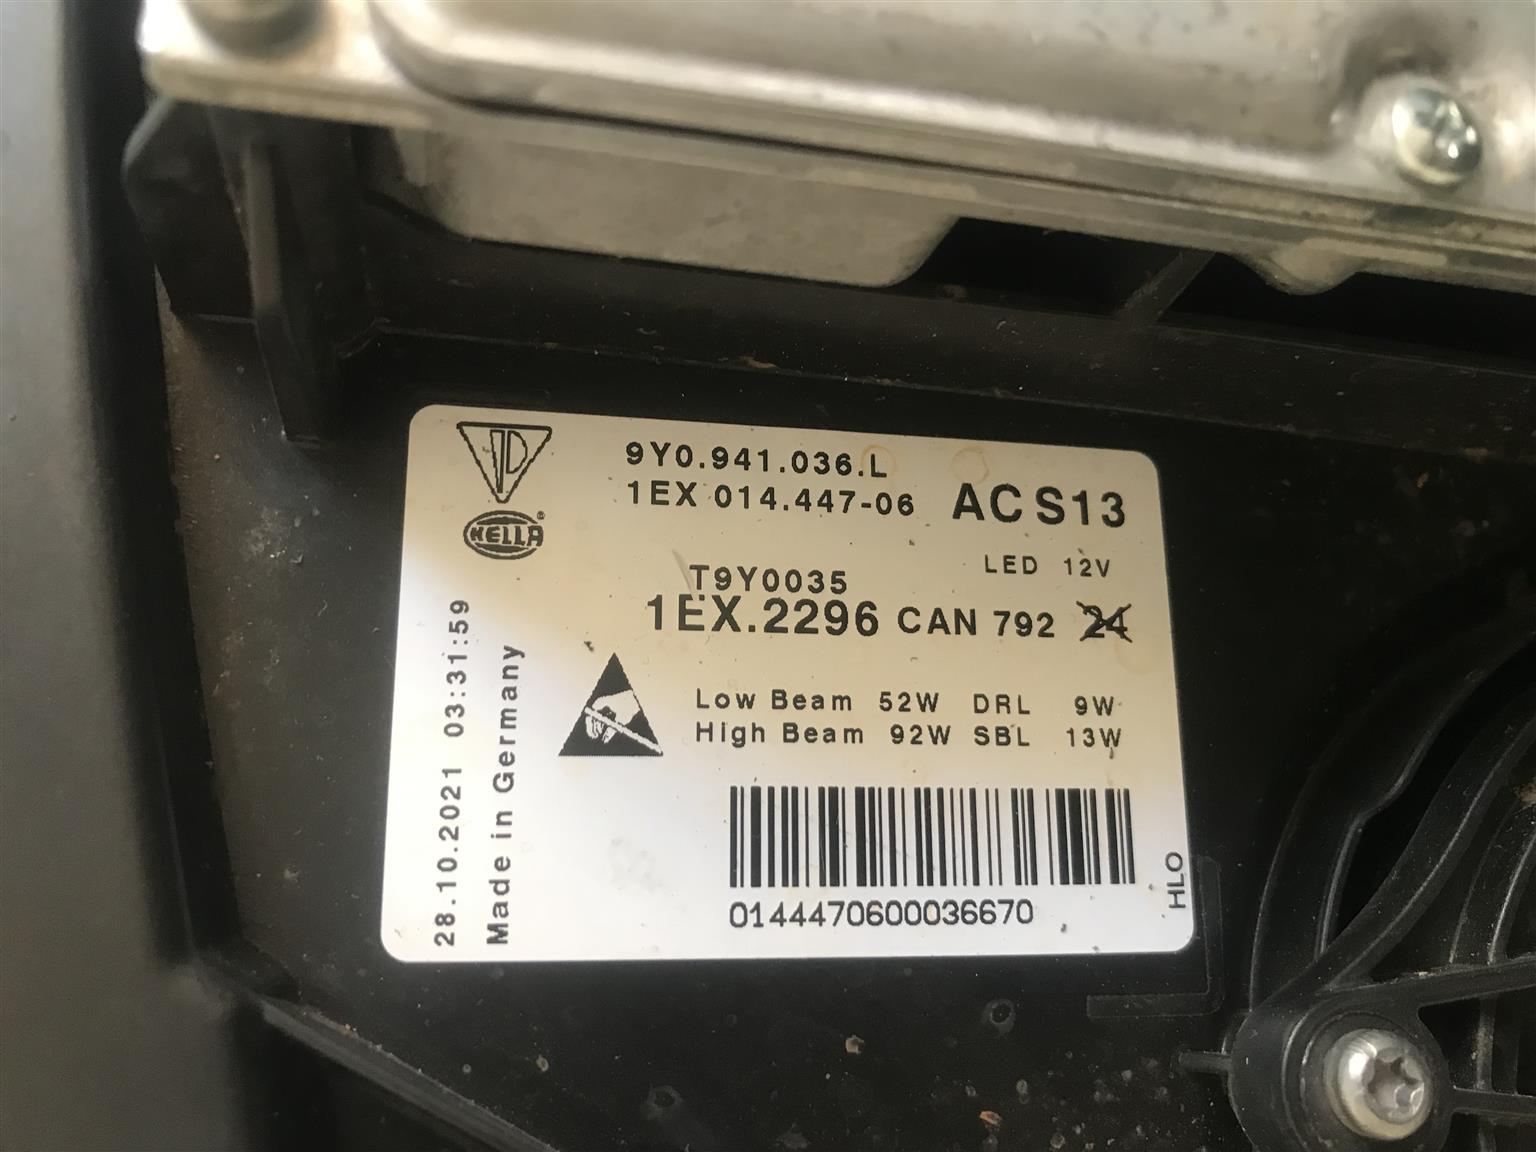 9Y0.941.036.L
1EX 014.447-06 AC S13
HELLA®
LED 12V
T9Y0035
1EX.2296 CAN 792 24
Low Beam 52W DRL 9W
High Beam 92W SBL 13W
28.10.2021 03:31:59
Made in Germany
01444470600036670
HLO